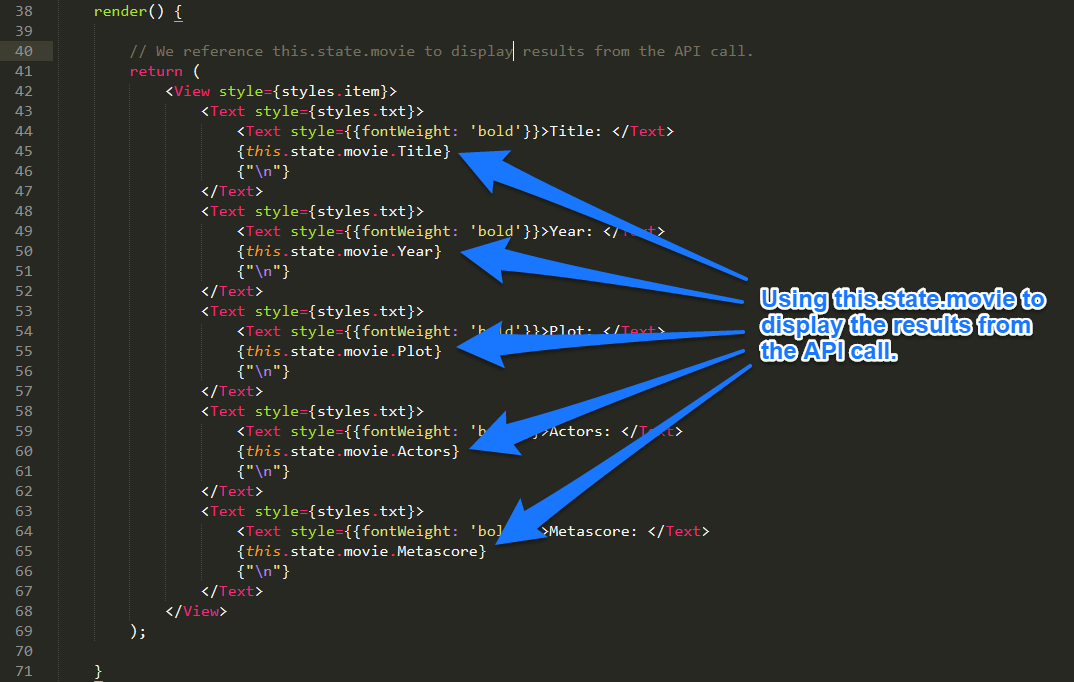 38 render() {
39
40 // We reference this.state.movie to display results from the API call.
41 return (
42 <View style={styles.item}>
43 <Text style={styles.txt}>
44 <Text style={{fontWeight: 'bold'}}>Title: </Text>
45 {this.state.movie.Title}
46 {"\n"}
47 </Text>
48 <Text style={styles.txt}>
49 <Text style={{fontWeight: 'bold'}}>Year: </Text>
50 {this.state.movie.Year}
51 {"\n"}
52 </Text>
53 <Text style={styles.txt}>
54 <Text style={{fontWeight: 'bold'}}>Plot: </Text>
55 {this.state.movie.Plot}
56 {"\n"}
57 </Text>
58 <Text style={styles.txt}>
59 <Text style={{fontWeight: 'bold'}}>Actors: </Text>
60 {this.state.movie.Actors}
61 {"\n"}
62 </Text>
63 <Text style={styles.txt}>
64 <Text style={{fontWeight: 'bold'}}>Metascore: </Text>
65 {this.state.movie.Metascore}
66 {"\n"}
67 </Text>
68 </View>
69 );
70
71 }
Using this.state.movie to
display the results from
the API call.